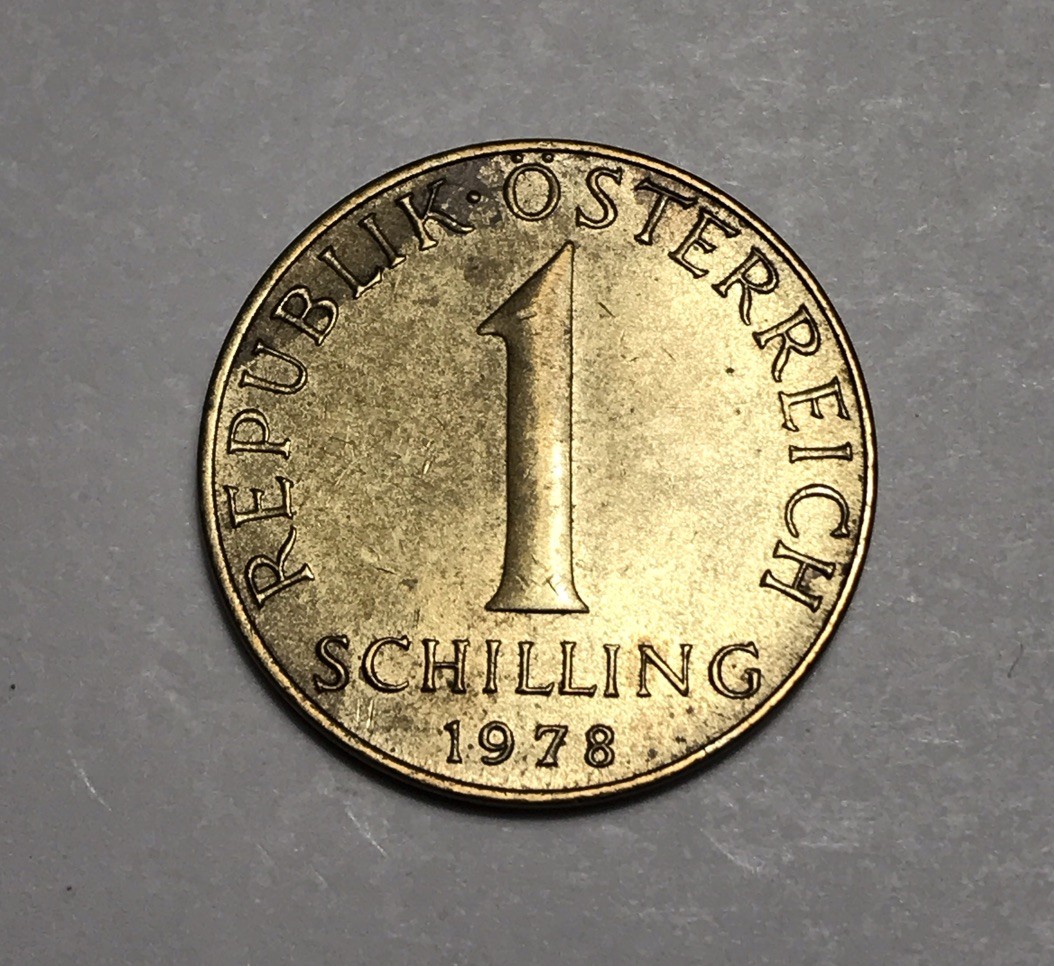 REPUBLIK · ÖSTERREICH
1
SCHILLING
1978